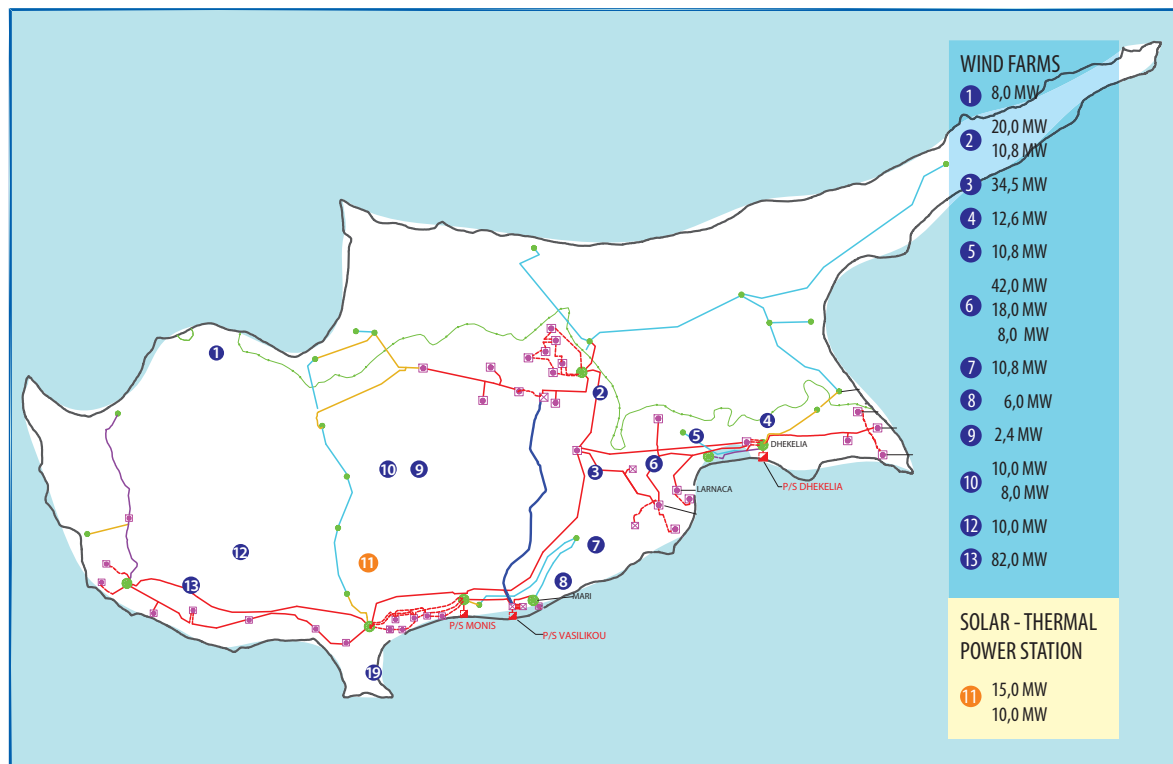 WIND FARMS
1 8,0 MW
2 20,0 MW
10,8 MW
3 34,5 MW
4 12,6 MW
5 10,8 MW
42,0 MW
6 18,0 MW
8,0 MW
7 10,8 MW
8 6,0 MW
9 2,4 MW
10 10,0 MW
8,0 MW
12 10,0 MW
13 82,0 MW
SOLAR - THERMAL
POWER STATION
11 15,0 MW
10,0 MW
1
2
4
5
DHEKELIA
3
6
10
9
P/S DHEKELIA
LARNACA
7
12
11
13
8
MARI
P/S MONIS
P/S VASILIKOU
19